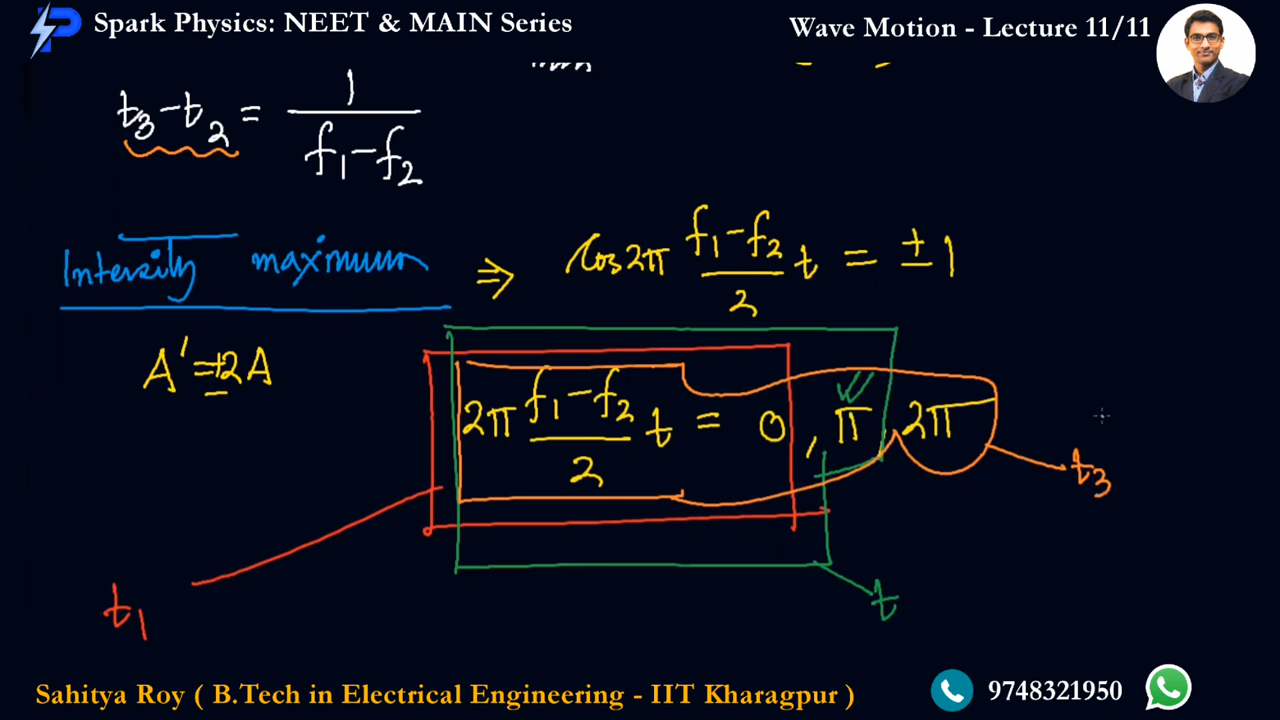 Spark Physics: NEET & MAIN Series
Wave Motion - Lecture 11/11
t₃ - t₂ = 1 / (f₁ - f₂)
Intersity maximum ⇒ Cos 2π (f₁ - f₂)/2 t = ± 1
A' = ±2A
2π (f₁ - f₂)/2 t = 0, π 2π
t₃
t₁
t
Sahitya Roy ( B.Tech in Electrical Engineering - IIT Kharagpur )
9748321950